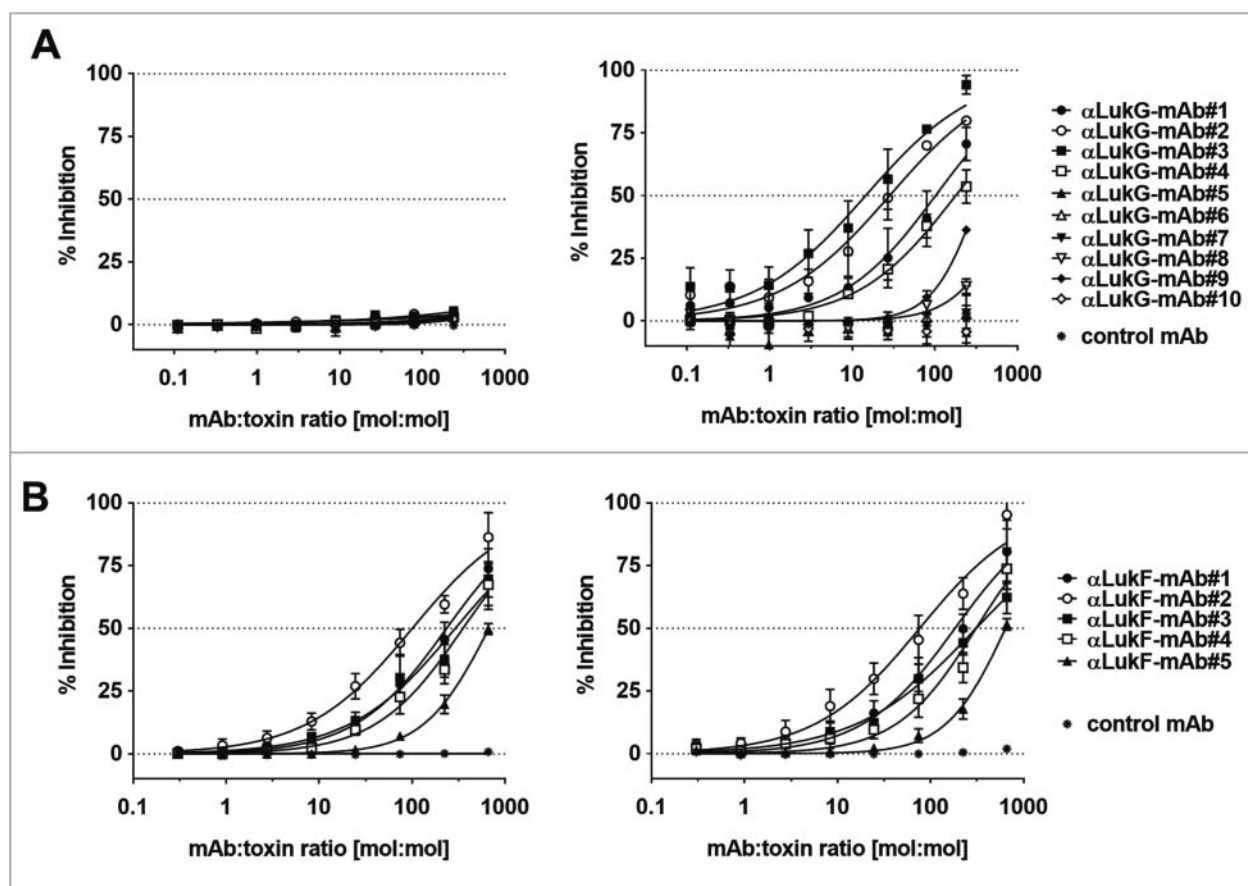 A
100
75
50
25
0
% Inhibition
0.1 1 10 100 1000
mAb:toxin ratio [mol:mol]
100
75
50
25
0
% Inhibition
0.1 1 10 100 1000
mAb:toxin ratio [mol:mol]
αLukG-mAb#1
αLukG-mAb#2
αLukG-mAb#3
αLukG-mAb#4
αLukG-mAb#5
αLukG-mAb#6
αLukG-mAb#7
αLukG-mAb#8
αLukG-mAb#9
αLukG-mAb#10
control mAb
B
100
75
50
25
0
% Inhibition
0.1 1 10 100 1000
mAb:toxin ratio [mol:mol]
100
75
50
25
0
% Inhibition
0.1 1 10 100 1000
mAb:toxin ratio [mol:mol]
αLukF-mAb#1
αLukF-mAb#2
αLukF-mAb#3
αLukF-mAb#4
αLukF-mAb#5
control mAb